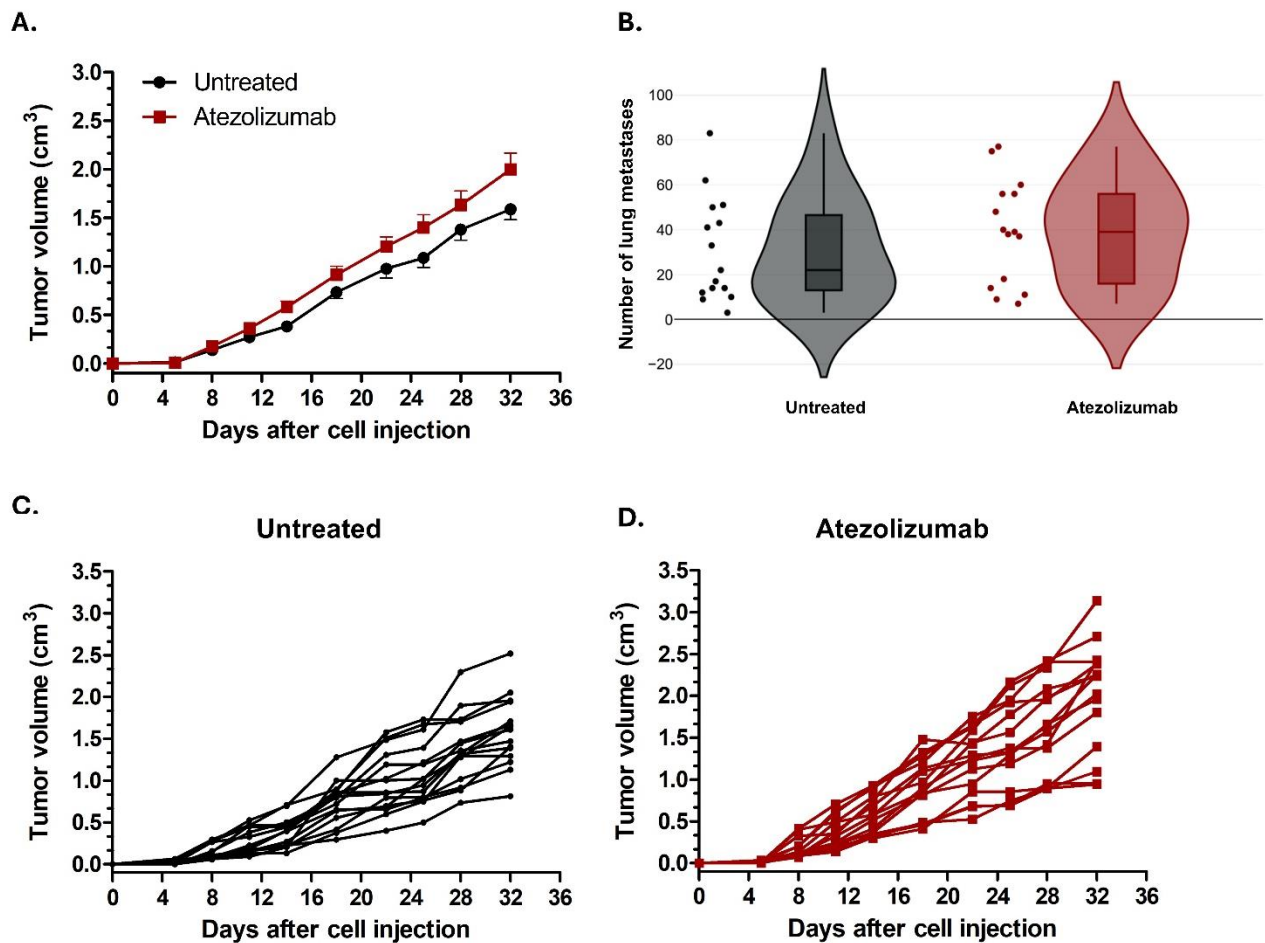 A.
Tumor volume (cm³)
3.0
2.5
2.0
1.5
1.0
0.5
0.0
Untreated
Atezolizumab
0 4 8 12 16 20 24 28 32 36
Days after cell injection
B.
Number of lung metastases
100
80
60
40
20
0
−20
Untreated Atezolizumab
C.
Untreated
Tumor volume (cm³)
3.5
3.0
2.5
2.0
1.5
1.0
0.5
0.0
0 4 8 12 16 20 24 28 32 36
Days after cell injection
D.
Atezolizumab
Tumor volume (cm³)
3.5
3.0
2.5
2.0
1.5
1.0
0.5
0.0
0 4 8 12 16 20 24 28 32 36
Days after cell injection